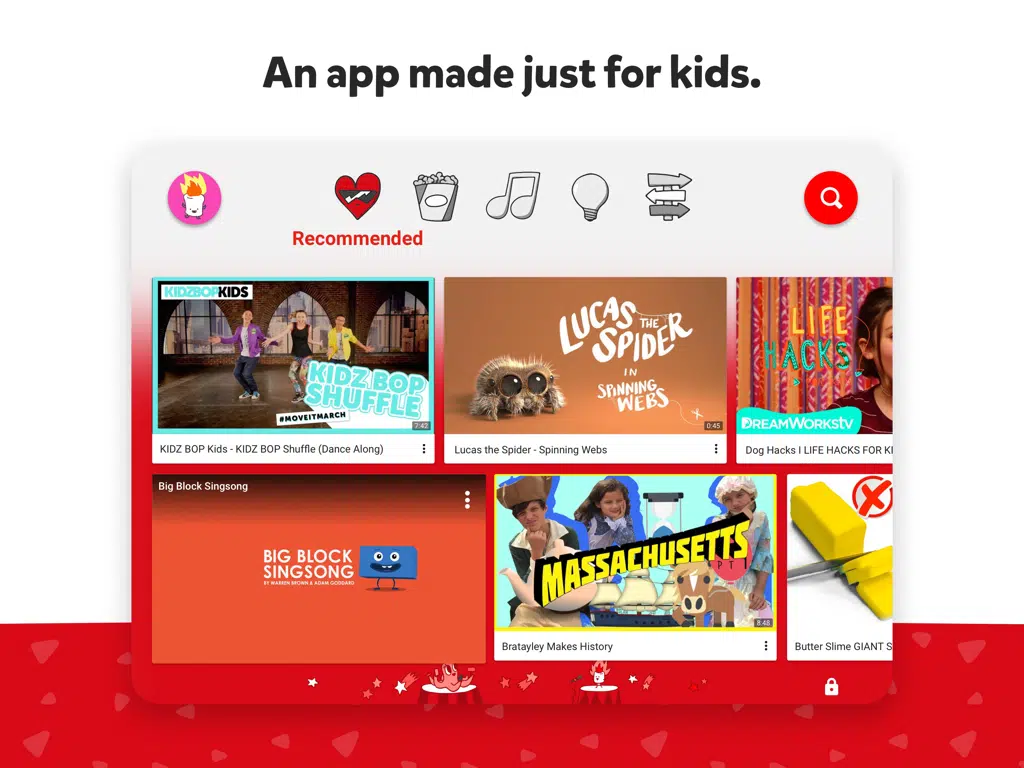 An app made just for kids.
Recommended
KIDZ BOP KIDS
KIDZ BOP
SHUFFLE
#MOVEITMARCH
7:42
KIDZ BOP Kids - KIDZ BOP Shuffle (Dance Along)
LUCAS
THE
SPIDER
IN
SPINNING
WEBS
0:45
Lucas the Spider - Spinning Webs
LIFE
HACKS
DREAMWORKStv
Dog Hacks I LIFE HACKS FOR KI
Big Block Singsong
BIG BLOCK
SINGSONG
BY WARREN BROWN & ADAM GODDARD
MASSACHUSETTS
PT 1
8:48
Bratayley Makes History
Butter Slime GIANT S